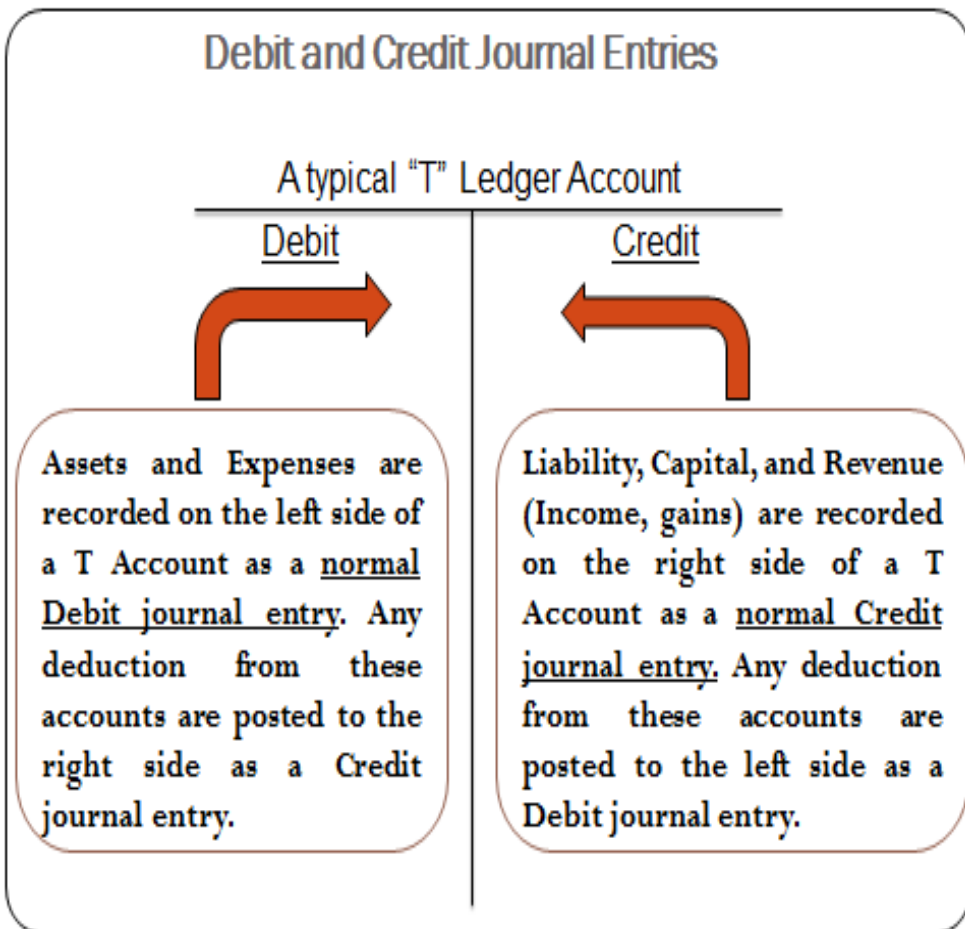 Debit and Credit Journal Entries
A typical “T” Ledger Account
Debit
Credit
Assets and Expenses are
recorded on the left side of
a T Account as a normal
Debit journal entry. Any
deduction from these
accounts are posted to the
right side as a Credit
journal entry.
Liability, Capital, and Revenue
(Income, gains) are recorded
on the right side of a T
Account as a normal Credit
journal entry. Any deduction
from these accounts are
posted to the left side as a
Debit journal entry.